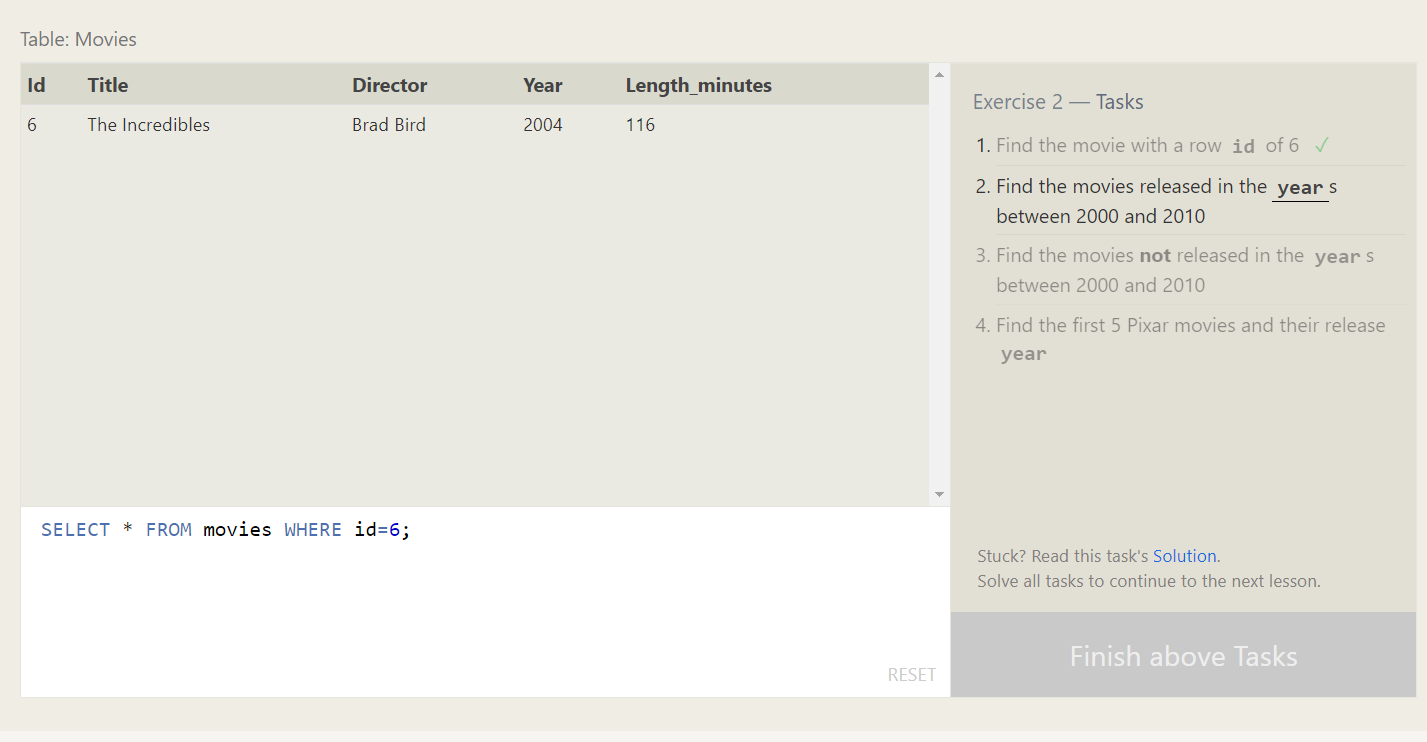 Table: Movies
Id Title Director Year Length_minutes
6 The Incredibles Brad Bird 2004 116
SELECT * FROM movies WHERE id=6;
RESET
Exercise 2 — Tasks
1. Find the movie with a row id of 6 ✓
2. Find the movies released in the year s
between 2000 and 2010
3. Find the movies not released in the year s
between 2000 and 2010
4. Find the first 5 Pixar movies and their release
year
Stuck? Read this task's Solution.
Solve all tasks to continue to the next lesson.
Finish above Tasks